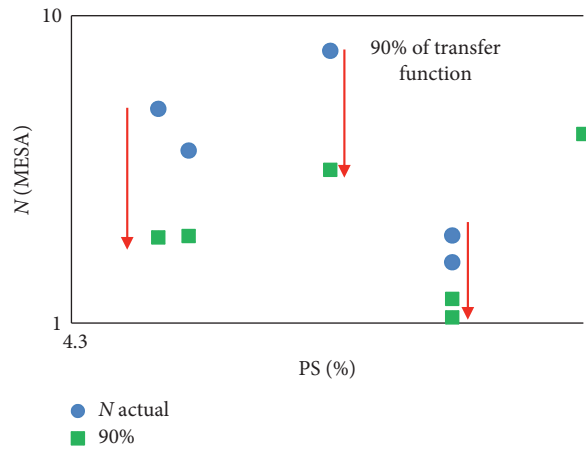 10
90% of transfer
function
N (MESA)
1
4.3
PS (%)
N actual
90%